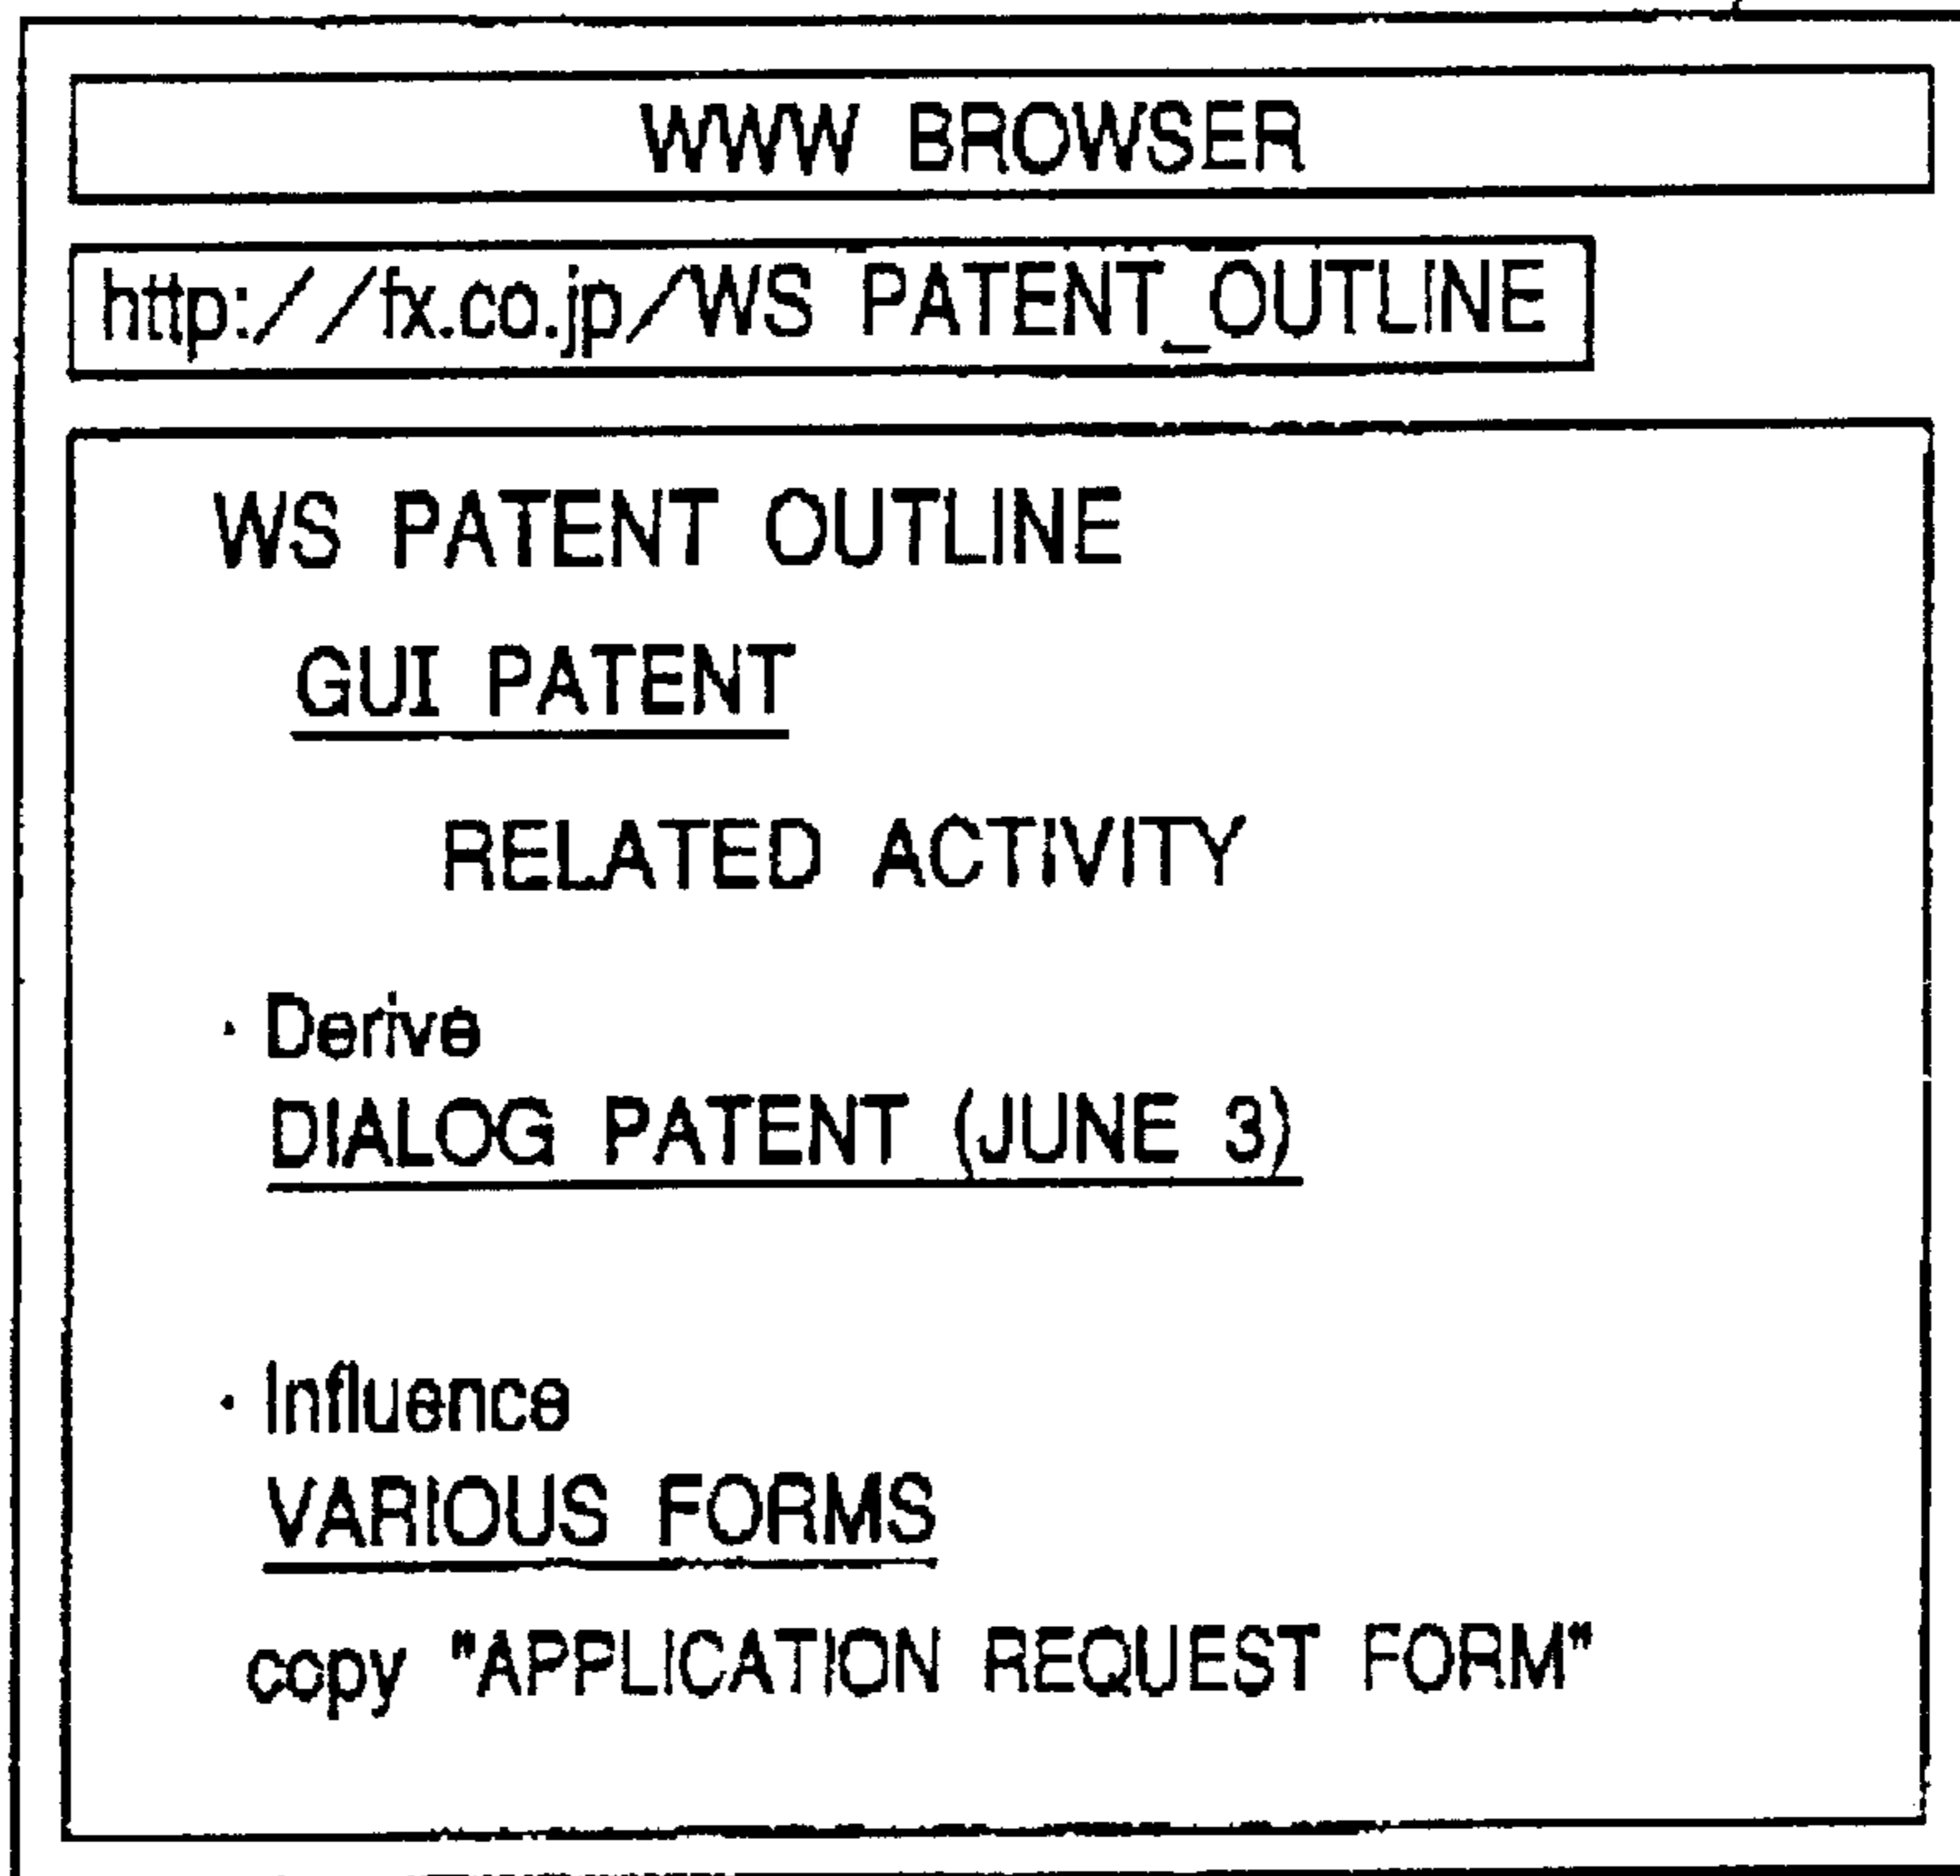 WWW BROWSER
http://fx.co.jp/WS PATENT_OUTLINE
WS PATENT OUTLINE
GUI PATENT
RELATED ACTIVITY
· Derive
DIALOG PATENT (JUNE 3)
· Influence
VARIOUS FORMS
copy "APPLICATION REQUEST FORM"